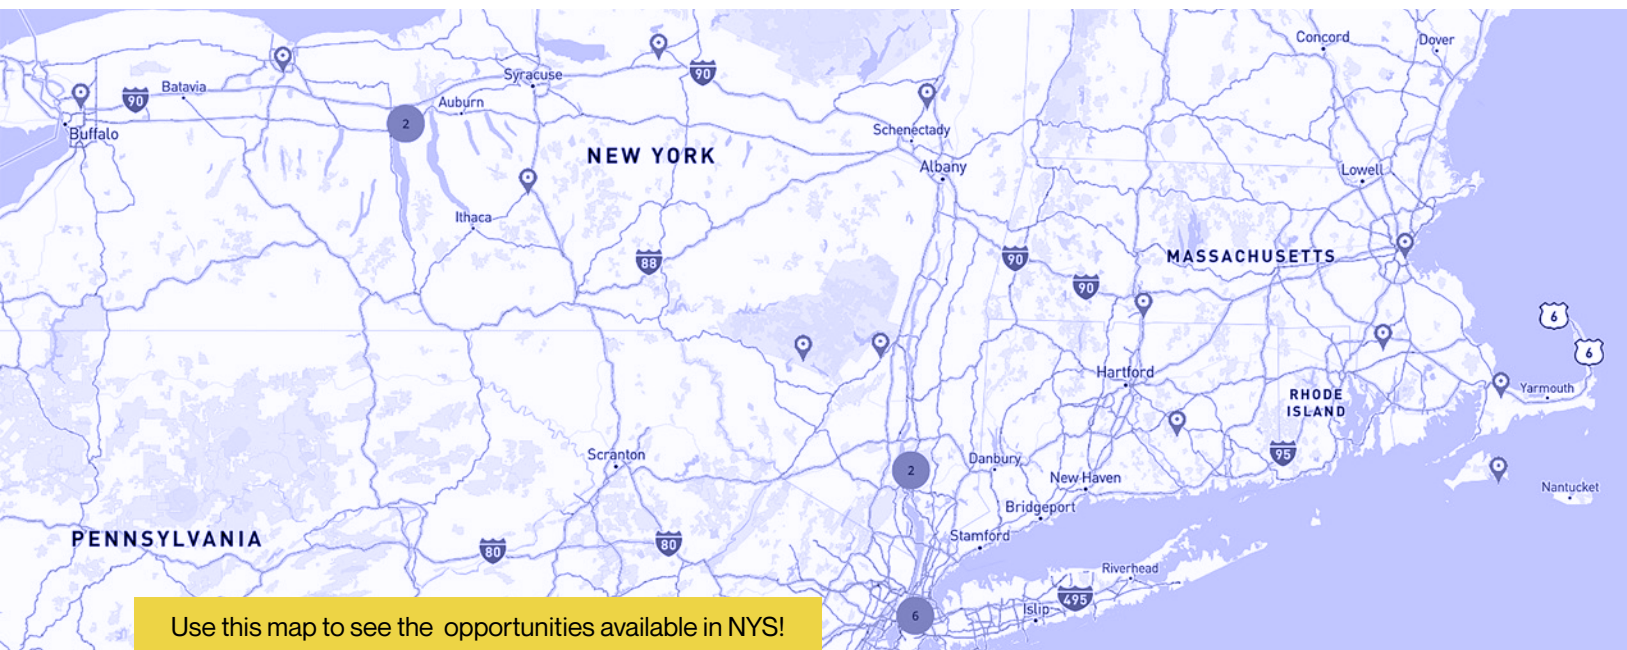 Concord
Dover
Syracuse
90
Batavia
90
Auburn
2
Schenectady
Buffalo
NEW YORK
Albany
Lowell
Ithaca
88
90
MASSACHUSETTS
90
6
6
Hartford
Yarmouth
RHODE
ISLAND
Scranton
95
2
Danbury
New Haven
Nantucket
Bridgeport
PENNSYLVANIA
80
80
Stamford
Riverhead
495
Islip
6
Use this map to see the opportunities available in NYS!